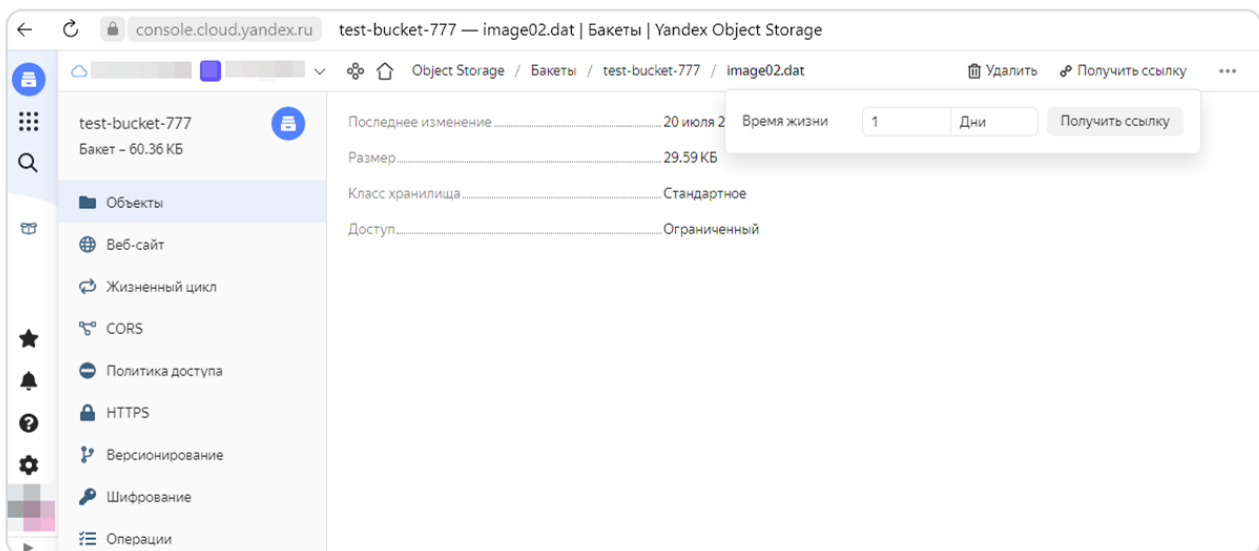 console.cloud.yandex.ru test-bucket-777 — image02.dat | Бакеты | Yandex Object Storage
Object Storage / Бакеты / test-bucket-777 / image02.dat Удалить Получить ссылку
test-bucket-777
Бакет – 60.36 КБ
Объекты
Веб-сайт
Жизненный цикл
CORS
Политика доступа
HTTPS
Версионирование
Шифрование
Операции
Последнее изменение 20 июля 2
Размер 29.59 КБ
Класс хранилища Стандартное
Доступ Ограниченный
Время жизни 1 Дни Получить ссылку